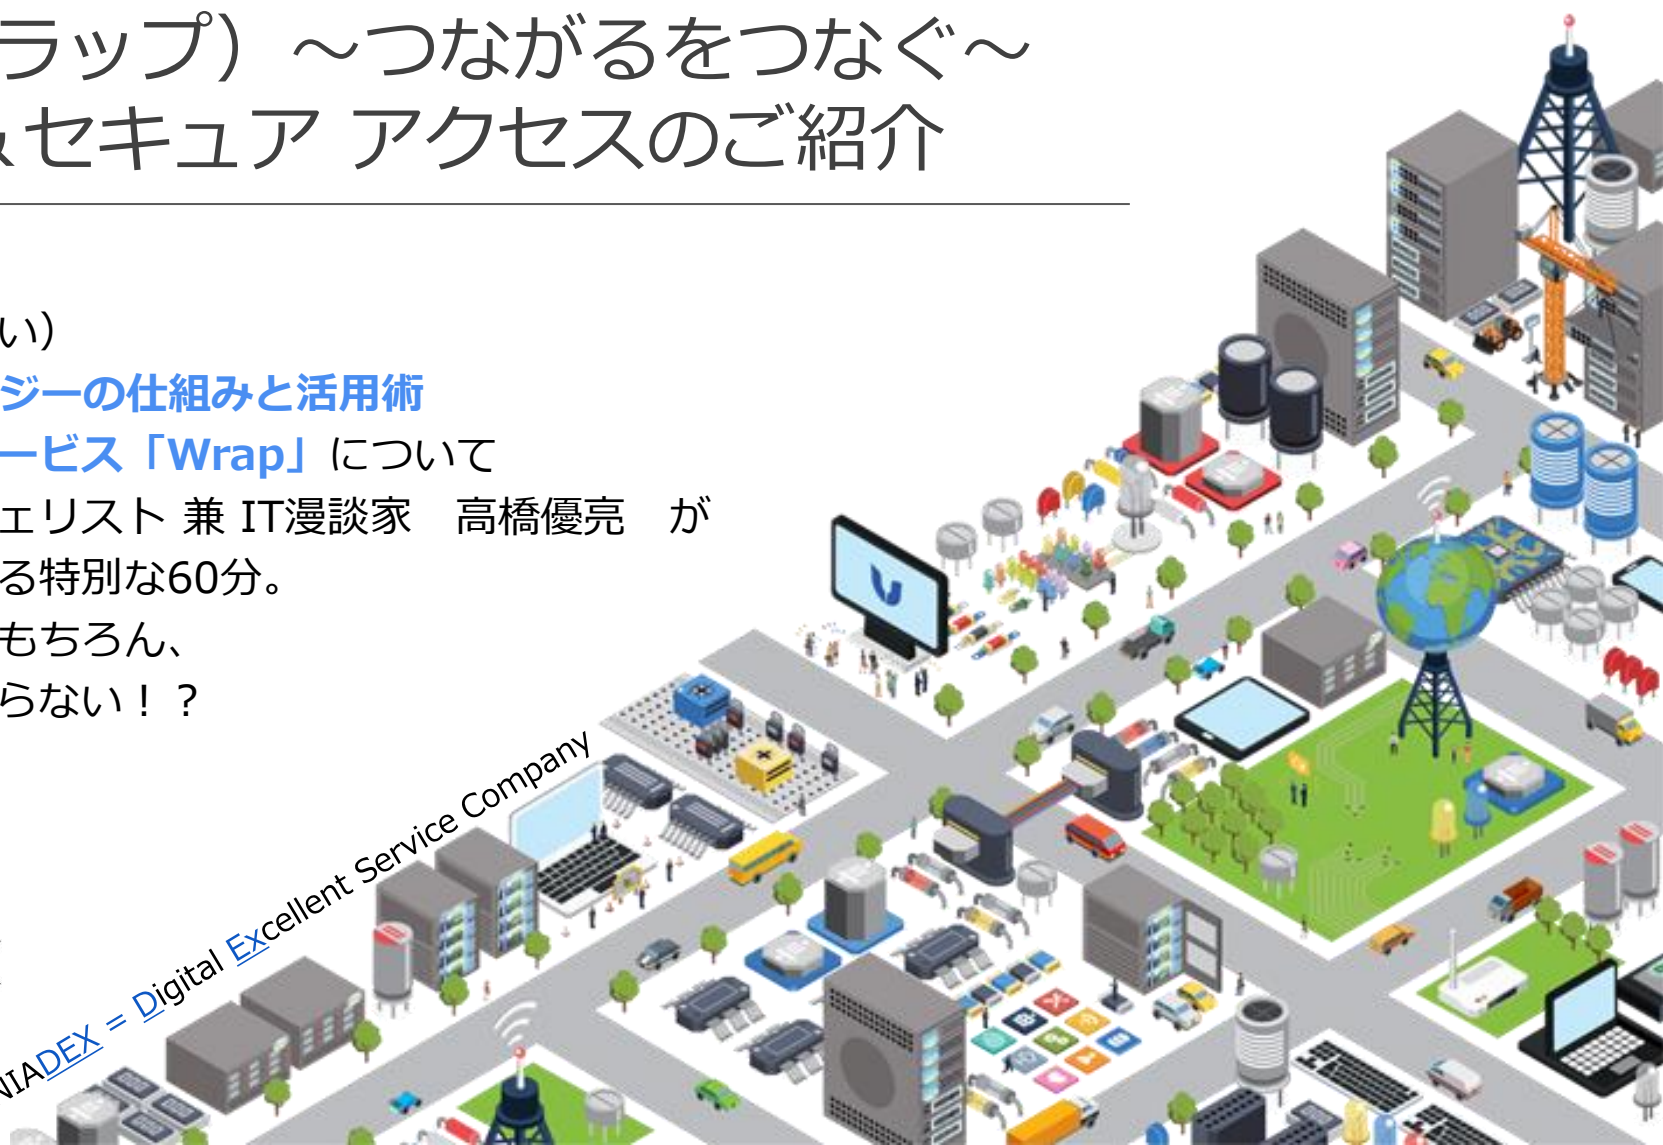 ラップ）～つながるをつなぐ～
＆セキュア アクセスのご紹介
い）
ジーの仕組みと活用術
ービス「Wrap」について
ェリスト 兼 IT漫談家　高橋優亮　が
る特別な60分。
もちろん、
らない！？
NIADEX = Digital Excellent Service Company